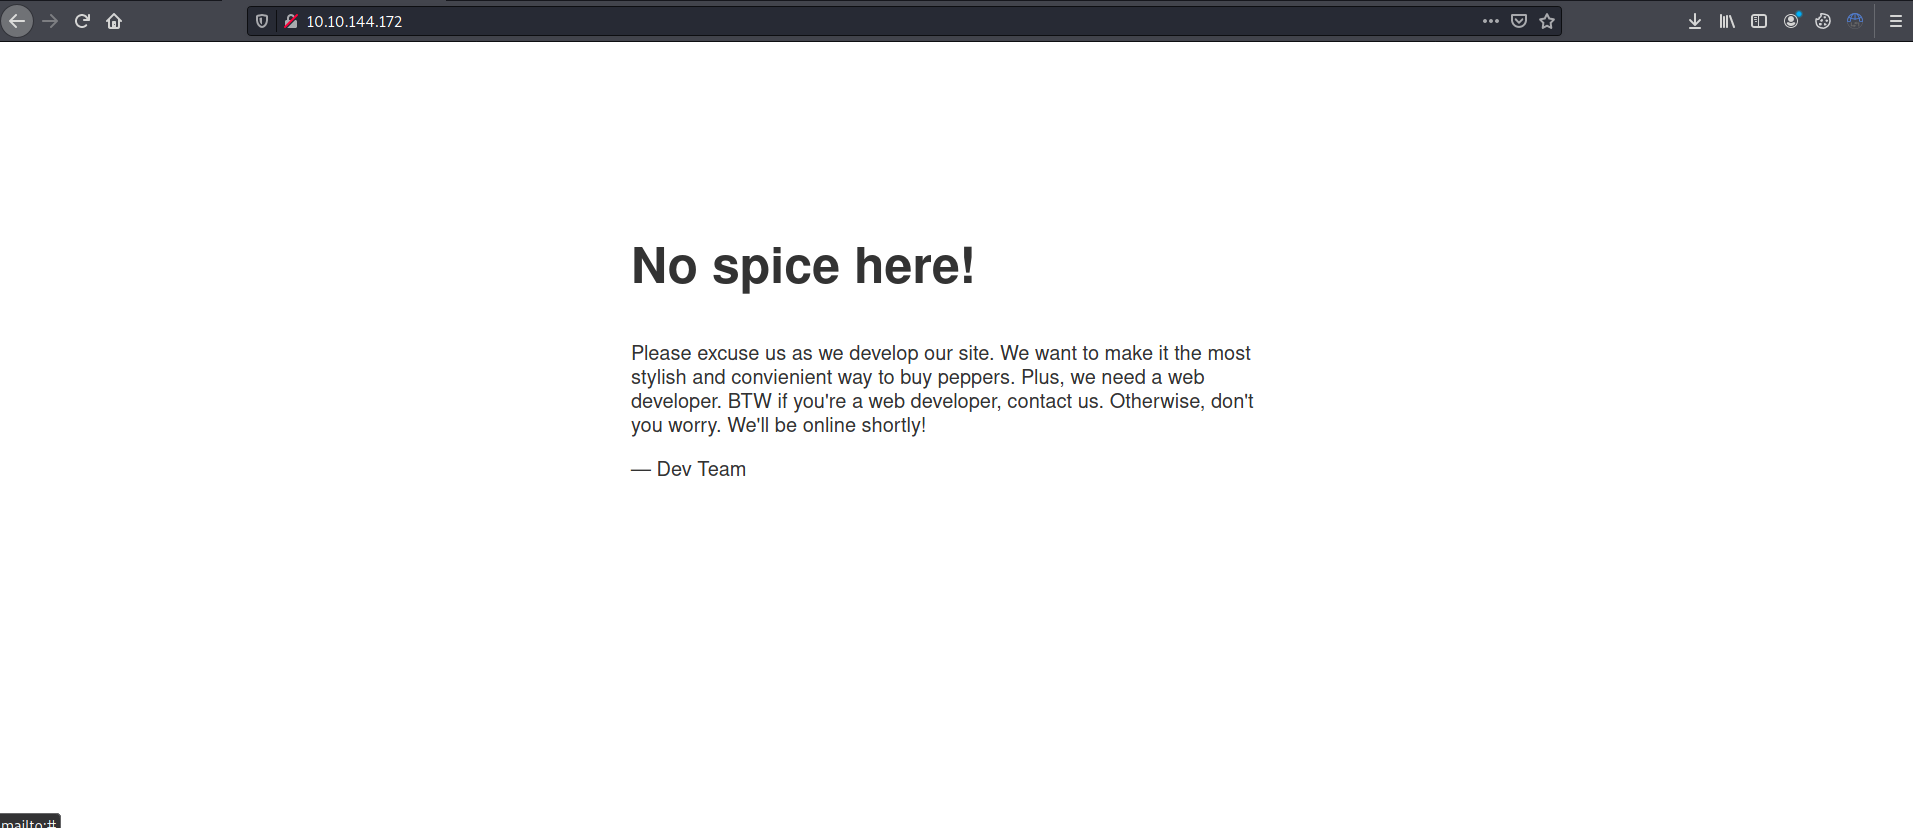 10.10.144.172
No spice here!
Please excuse us as we develop our site. We want to make it the most
stylish and convienient way to buy peppers. Plus, we need a web
developer. BTW if you're a web developer, contact us. Otherwise, don't
you worry. We'll be online shortly!
— Dev Team
mailto:#